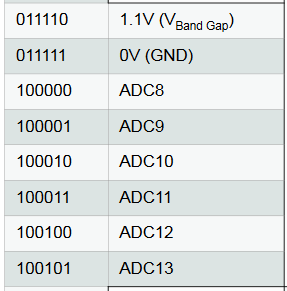 011110 1.1V (VBand Gap)
011111 0V (GND)
100000 ADC8
100001 ADC9
100010 ADC10
100011 ADC11
100100 ADC12
100101 ADC13